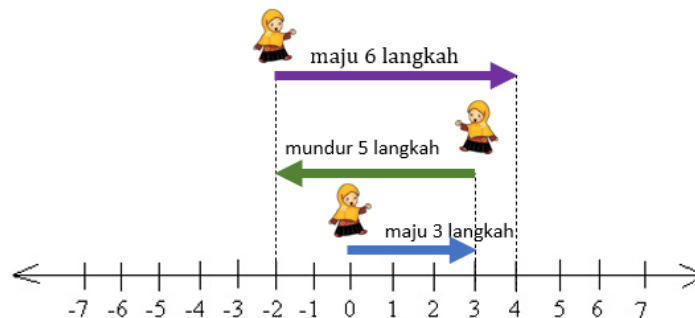 maju 6 langkah
mundur 5 langkah
maju 3 langkah
-7 -6 -5 -4 -3 -2 -1 0 1 2 3 4 5 6 7